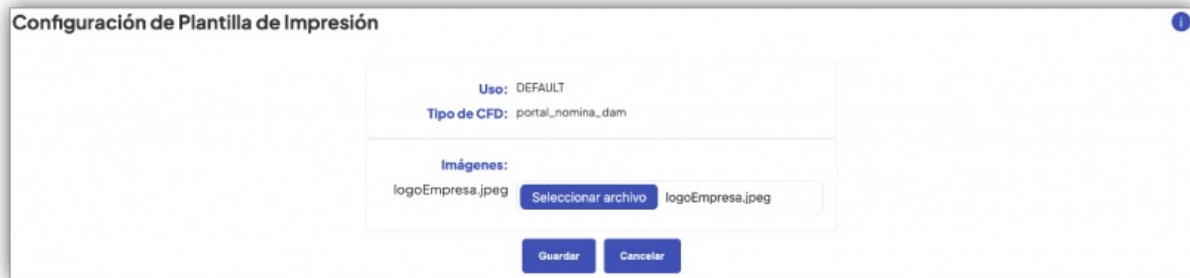 Configuración de Plantilla de Impresión
i
Uso: DEFAULT
Tipo de CFD: portal_nomina_dam
Imágenes:
logoEmpresa.jpeg Seleccionar archivo logoEmpresa.jpeg
Guardar Cancelar